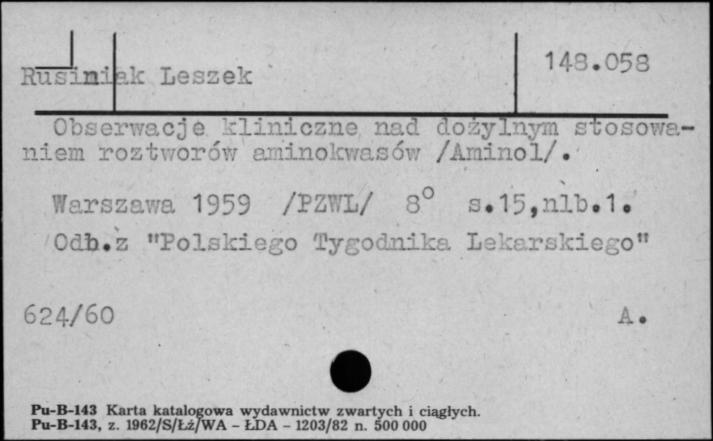 Rusiniak Leszek
148.058
Obserwacje kliniczne nad dożylnym stosowa-
niem roztworów aminokwasów /Aminol/.
Warszawa 1959 /PZWL/ 8° s.15,nlb.1.
Odb.z "Polskiego Tygodnika Lekarskiego"
624/60 A.
Pu-B-143 Karta katalogowa wydawnictw zwartych i ciągłych.
Pu-B-143, z. 1962/S/Łź/WA - ŁDA - 1203/82 n. 500 000